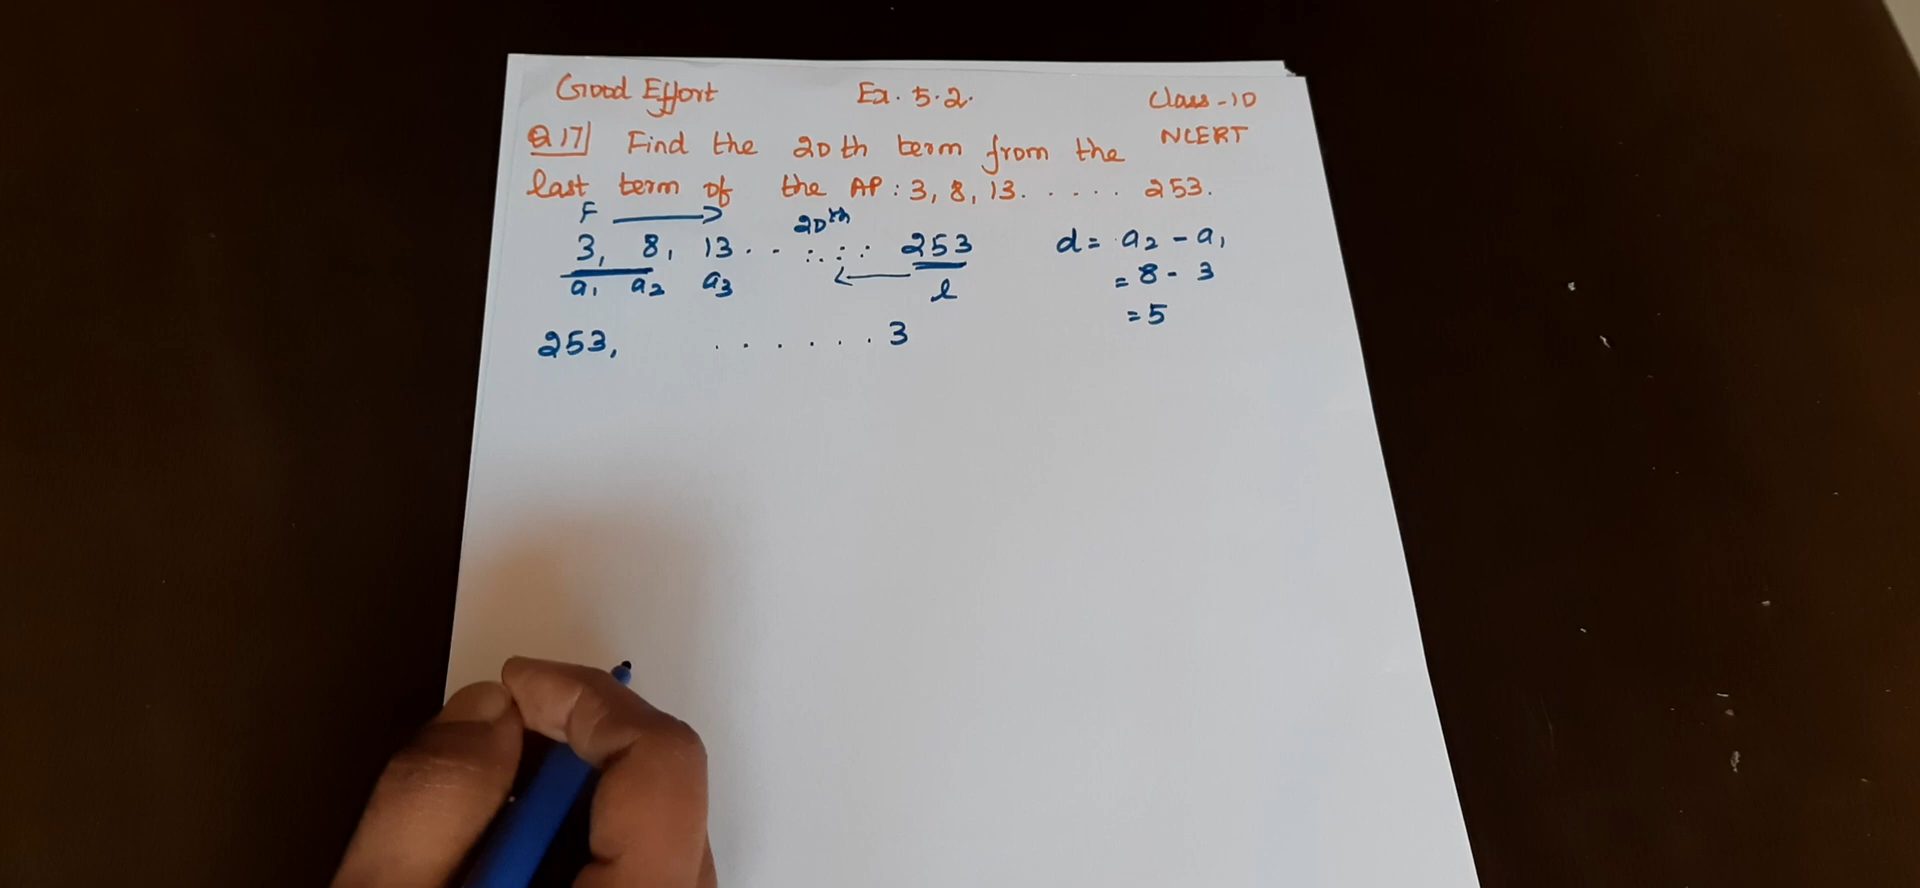 Good Effort Ex. 5.2. Class-10
Q17] Find the 20th term from the NCERT
last term of the AP : 3, 8, 13. . . . . . 253.
F
20th
3, 8, 13 . . . . . . . 253 d = a2 - a1
a1 a2 a3 l = 8 - 3
= 5
253, . . . . . . 3